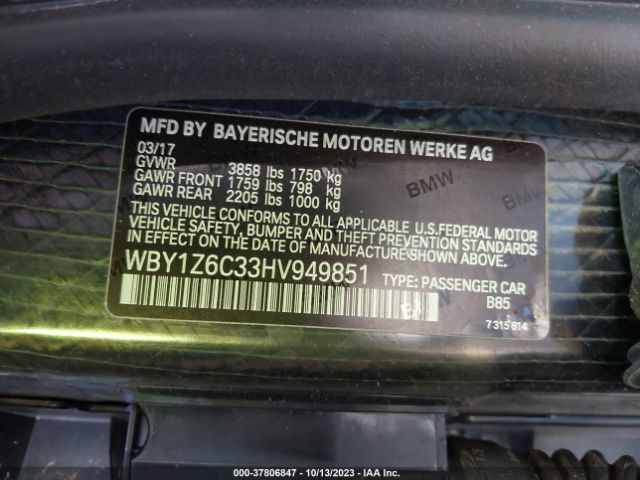 MFD BY BAYERISCHE MOTOREN WERKE AG
03/17
GVWR 3858 lbs 1750 kg
GAWR FRONT 1759 lbs 798 kg
GAWR REAR 2205 lbs 1000 kg
THIS VEHICLE CONFORMS TO ALL APPLICABLE U.S.FEDERAL MOTOR
VEHICLE SAFETY, BUMPER AND THEFT PREVENTION STANDARDS
IN EFFECT ON THE DATE OF MANUFACTURE SHOWN ABOVE.
WBY1Z6C33HV949851 TYPE: PASSENGER CAR
B85
7 315 814
BMW
BMW
000-37806847 - 10/13/2023 - IAA Inc.